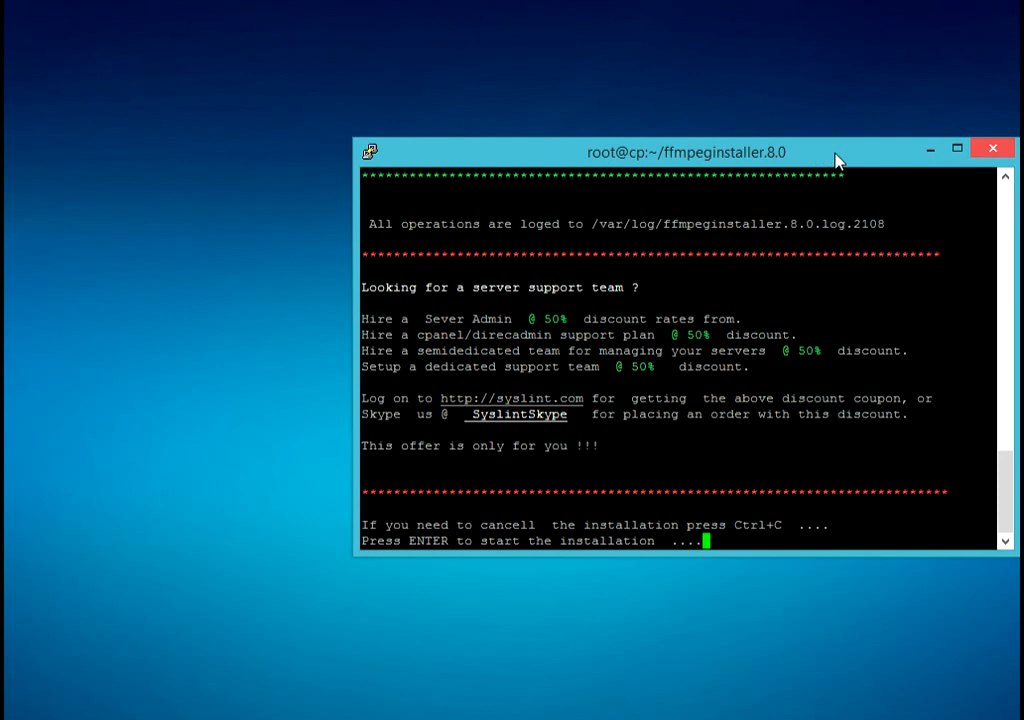 root@cp:~/ffmpeginstaller.8.0
*************************************************************
All operations are loged to /var/log/ffmpeginstaller.8.0.log.2108
*************************************************************************
Looking for a server support team ?
Hire a  Sever Admin  @ 50%  discount rates from.
Hire a cpanel/direcadmin support plan  @ 50%  discount.
Hire a semidedicated team for managing your servers  @ 50%  discount.
Setup a dedicated support team  @ 50%   discount.
Log on to http://syslint.com for  getting  the above discount coupon, or
Skype  us @   SyslintSkype   for placing an order with this discount.
This offer is only for you !!!
**************************************************************************
If you need to cancell  the installation press Ctrl+C  ....
Press ENTER to start the installation  ....